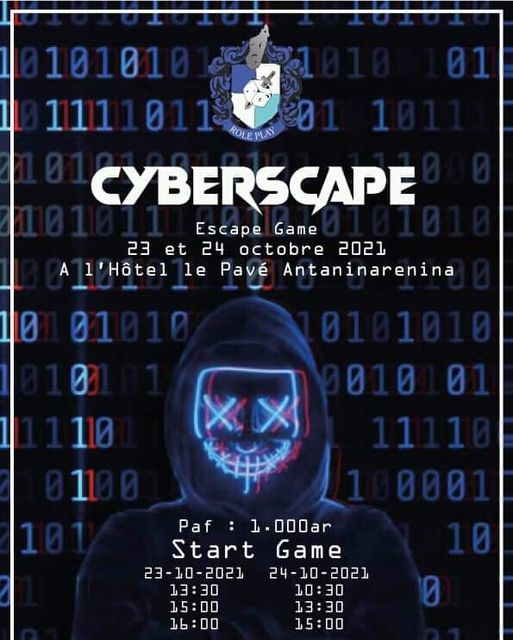 ROLE PLAY
CYBERSCAPE
Escape Game
23 et 24 octobre 2021
A l'Hôtel le Pavé Antaninarenina
Paf : 1.000ar
Start Game
23-10-2021 24-10-2021
13:30 10:30
15:00 13:30
16:00 15:00